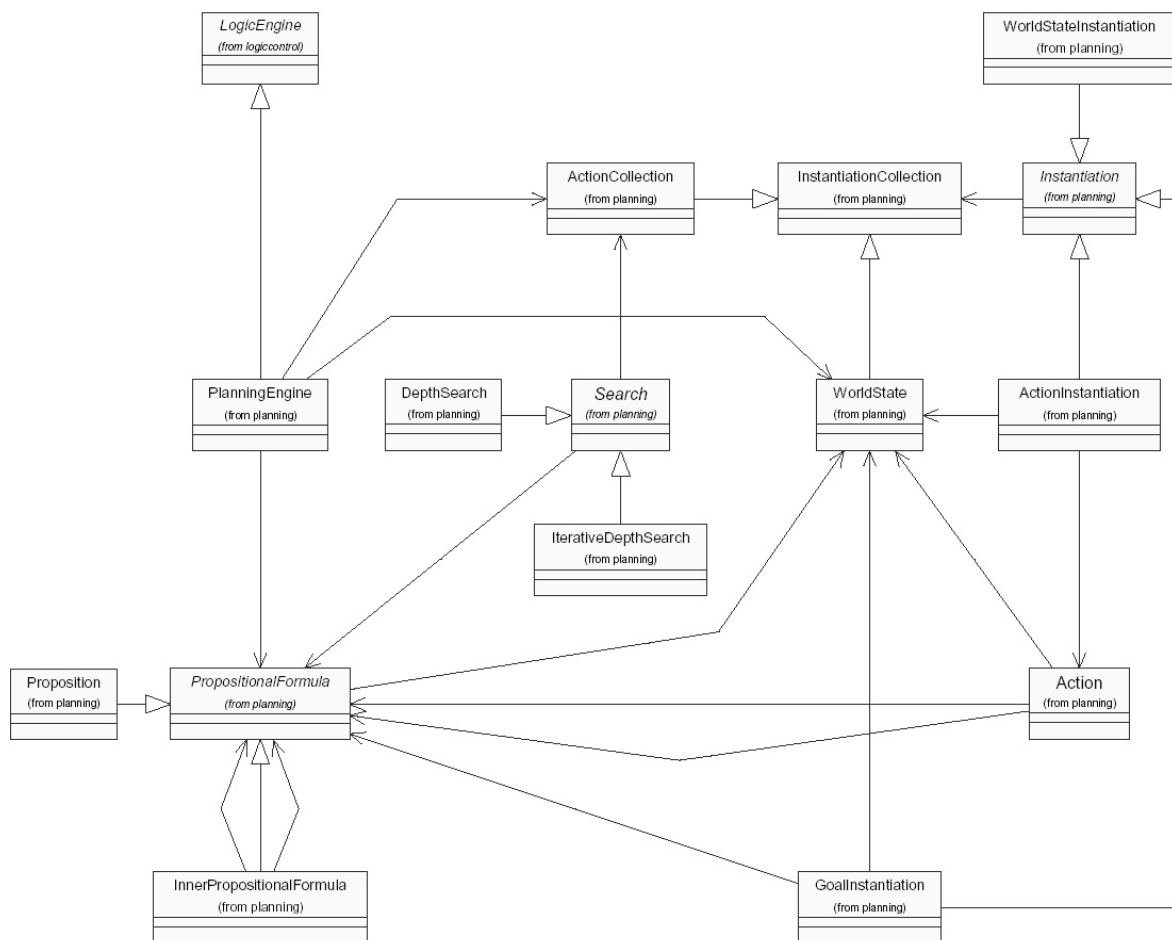 LogicEngine
(from logiccontrol)
WorldStateInstantiation
(from planning)
ActionCollection
(from planning)
InstantiationCollection
(from planning)
Instantiation
(from planning)
PlanningEngine
(from planning)
DepthSearch
(from planning)
Search
(from planning)
WorldState
(from planning)
ActionInstantiation
(from planning)
IterativeDepthSearch
(from planning)
Proposition
(from planning)
PropositionalFormula
(from planning)
Action
(from planning)
InnerPropositionalFormula
(from planning)
GoalInstantiation
(from planning)